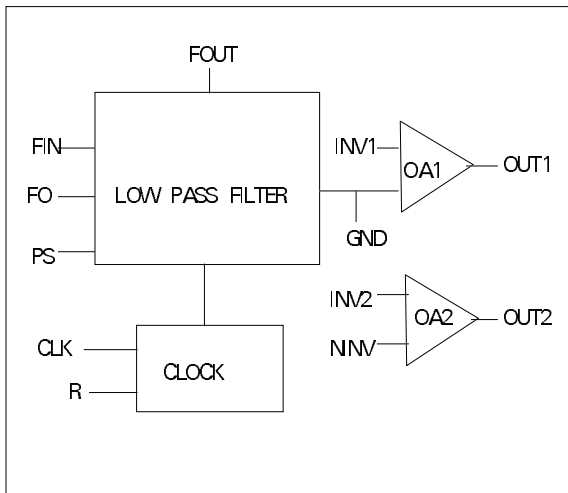 FOUT
FIN
INV1
OA1
OUT1
FO
LOW PASS FILTER
GND
PS
INV2
OA2
OUT2
NINV
CLK
CLOCK
R